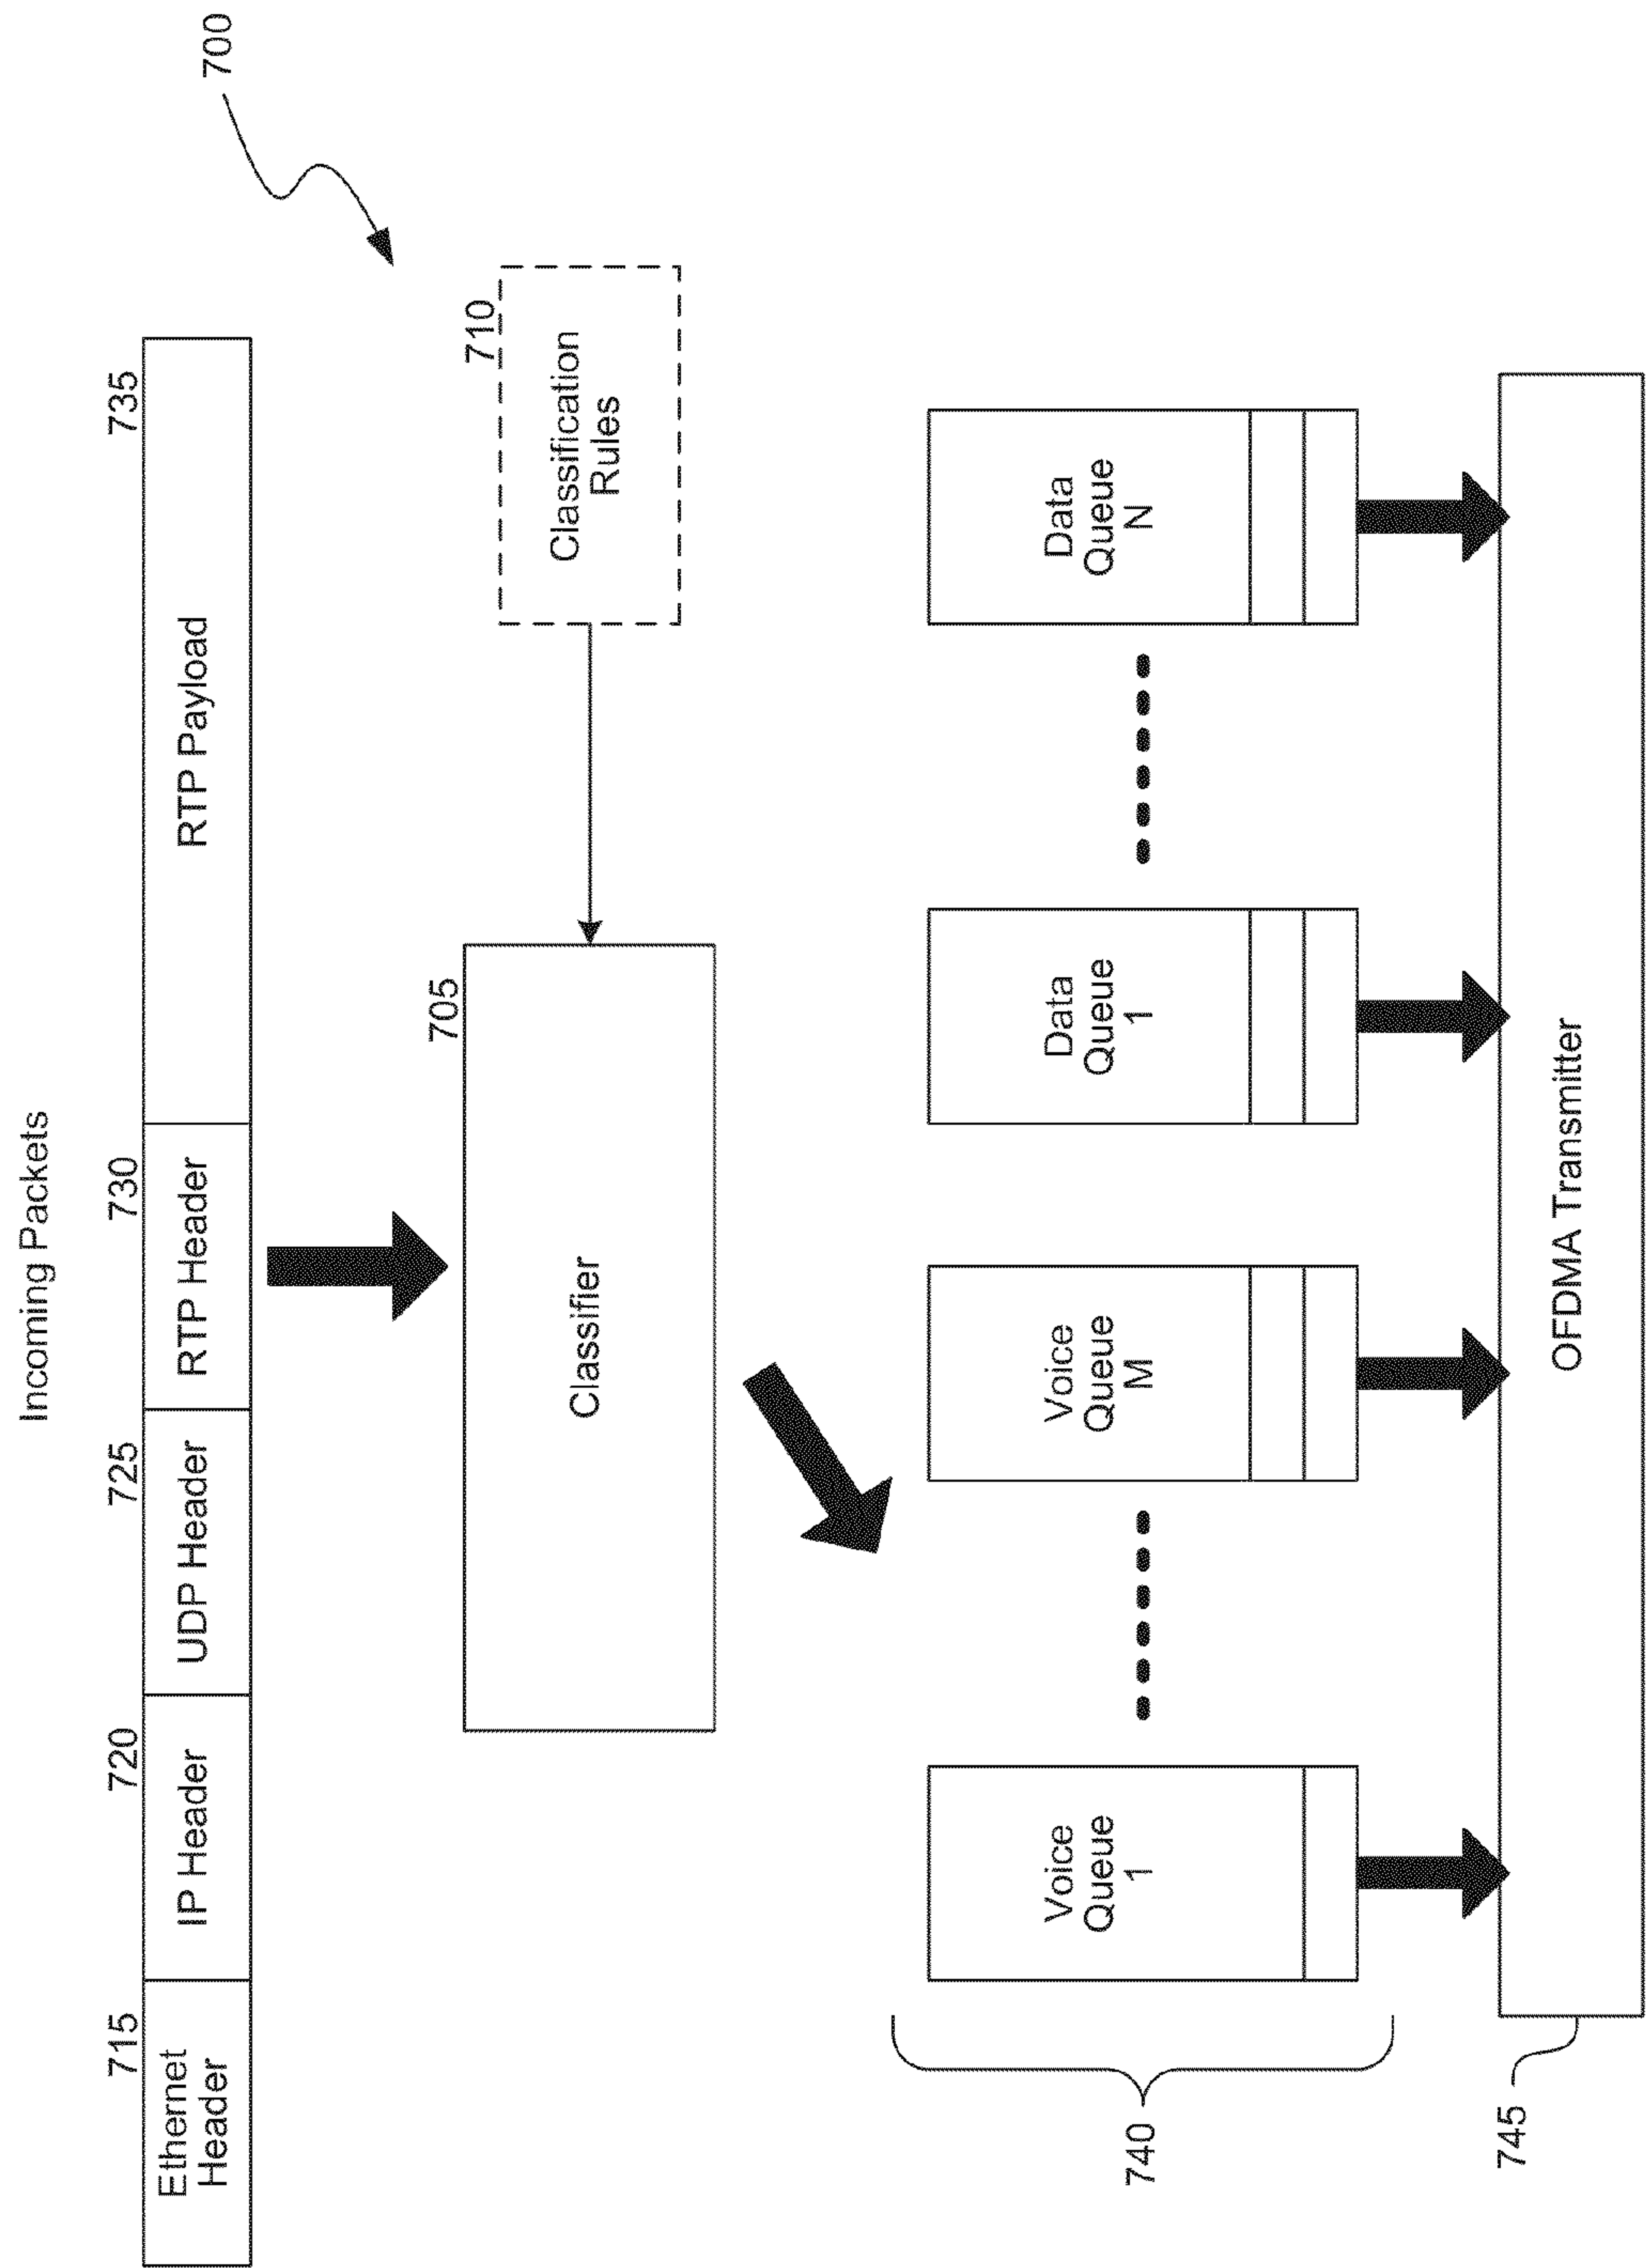 Incoming Packets
715
720
725
730
735
Ethernet
Header
IP Header
UDP Header
RTP Header
RTP Payload
700
705
Classifier
710
Classification
Rules
740
Voice
Queue
1
Voice
Queue
M
Data
Queue
1
Data
Queue
N
745
OFDMA Transmitter